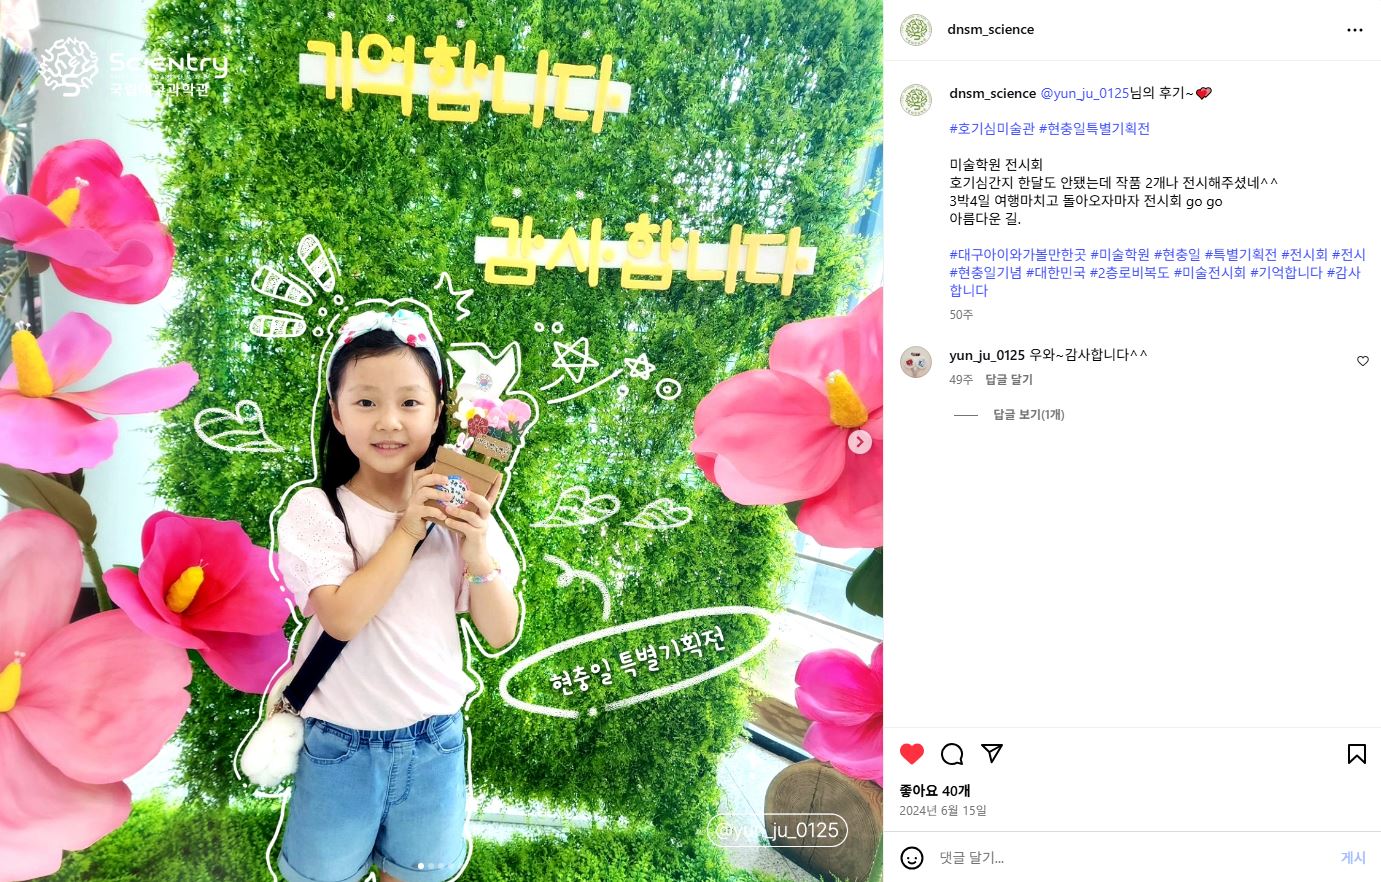 Scientry
국립대구과학관
기억합니다.
감사합니다.
현충일 특별기획전
@yun_ju_0125
dnsm_science
dnsm_science @yun_ju_0125님의 후기~
#호기심미술관 #현충일특별기획전
미술학원 전시회
호기심간지 한달도 안됐는데 작품 2개나 전시해주셨네^^
3박4일 여행마치고 돌아오자마자 전시회 go go
아름다운 길.
#대구아이와가볼만한곳 #미술학원 #현충일 #특별기획전 #전시회 #전시
#현충일기념 #대한민국 #2층로비복도 #미술전시회 #기억합니다 #감사
합니다
50주
yun_ju_0125 우와~감사합니다^^
49주 답글 달기
답글 보기(1개)
좋아요 40개
2024년 6월 15일
댓글 달기...
게시